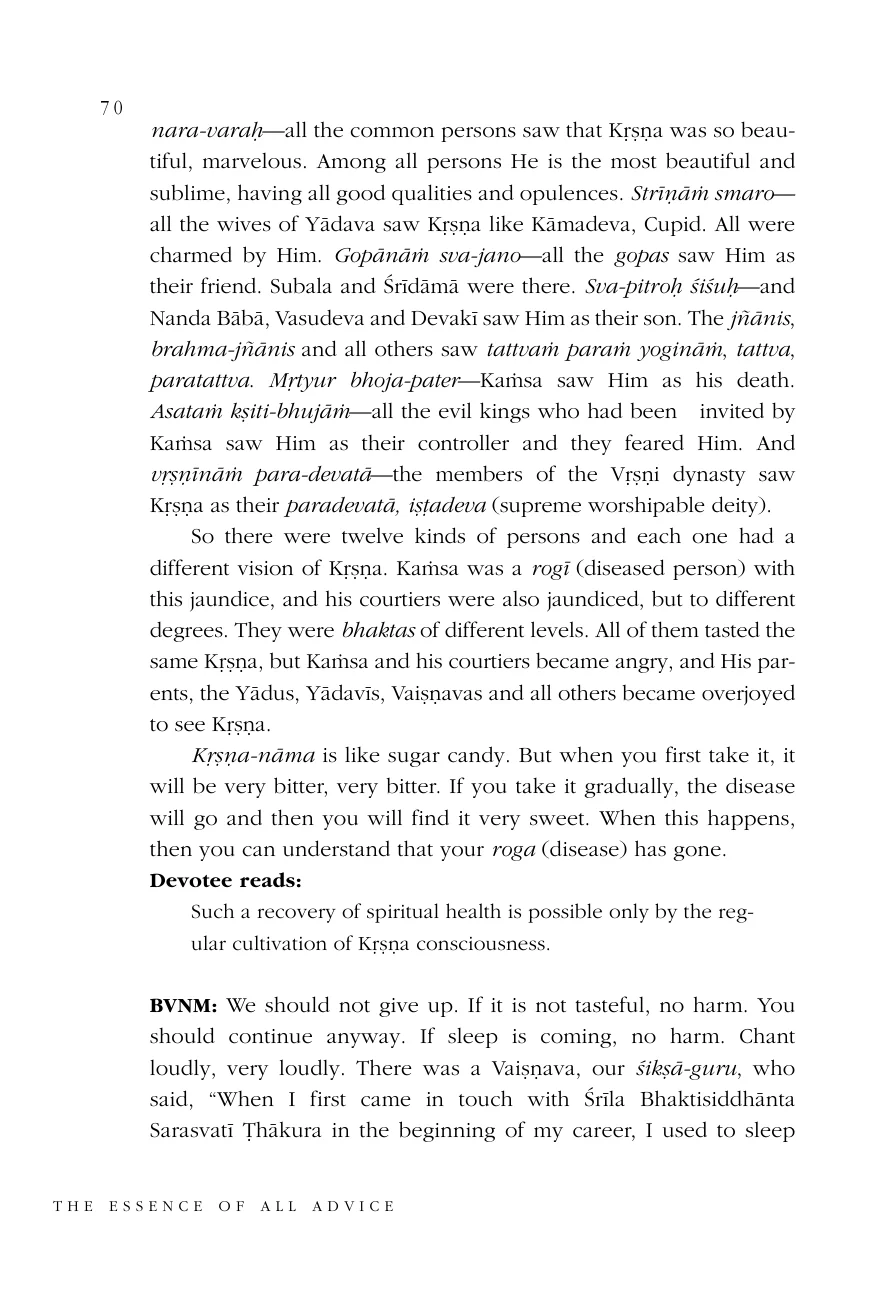 70
nara-varaḥ—all the common persons saw that Kṛṣṇa was so beau-
tiful, marvelous. Among all persons He is the most beautiful and
sublime, having all good qualities and opulences. Strīṇāṁ smaro—
all the wives of Yādava saw Kṛṣṇa like Kāmadeva, Cupid. All were
charmed by Him. Gopānāṁ sva-jano—all the gopas saw Him as
their friend. Subala and Śrīdāmā were there. Sva-pitroḥ śiśuḥ—and
Nanda Bābā, Vasudeva and Devakī saw Him as their son. The jñānis,
brahma-jñānis and all others saw tattvaṁ paraṁ yogināṁ, tattva,
paratattva. Mṛtyur bhoja-pater—Kaṁsa saw Him as his death.
Asataṁ kṣiti-bhujāṁ—all the evil kings who had been invited by
Kaṁsa saw Him as their controller and they feared Him. And
vṛṣṇīnāṁ para-devatā—the members of the Vṛṣṇi dynasty saw
Kṛṣṇa as their paradevatā, iṣṭadeva (supreme worshipable deity).
So there were twelve kinds of persons and each one had a
different vision of Kṛṣṇa. Kaṁsa was a rogī (diseased person) with
this jaundice, and his courtiers were also jaundiced, but to different
degrees. They were bhaktas of different levels. All of them tasted the
same Kṛṣṇa, but Kaṁsa and his courtiers became angry, and His par-
ents, the Yādus, Yādavīs, Vaiṣṇavas and all others became overjoyed
to see Kṛṣṇa.
Kṛṣṇa-nāma is like sugar candy. But when you first take it, it
will be very bitter, very bitter. If you take it gradually, the disease
will go and then you will find it very sweet. When this happens,
then you can understand that your roga (disease) has gone.
Devotee reads:
Such a recovery of spiritual health is possible only by the reg-
ular cultivation of Kṛṣṇa consciousness.
BVNM: We should not give up. If it is not tasteful, no harm. You
should continue anyway. If sleep is coming, no harm. Chant
loudly, very loudly. There was a Vaiṣṇava, our śikṣā-guru, who
said, “When I first came in touch with Śrīla Bhaktisiddhānta
Sarasvatī Ṭhākura in the beginning of my career, I used to sleep
THE ESSENCE OF ALL ADVICE